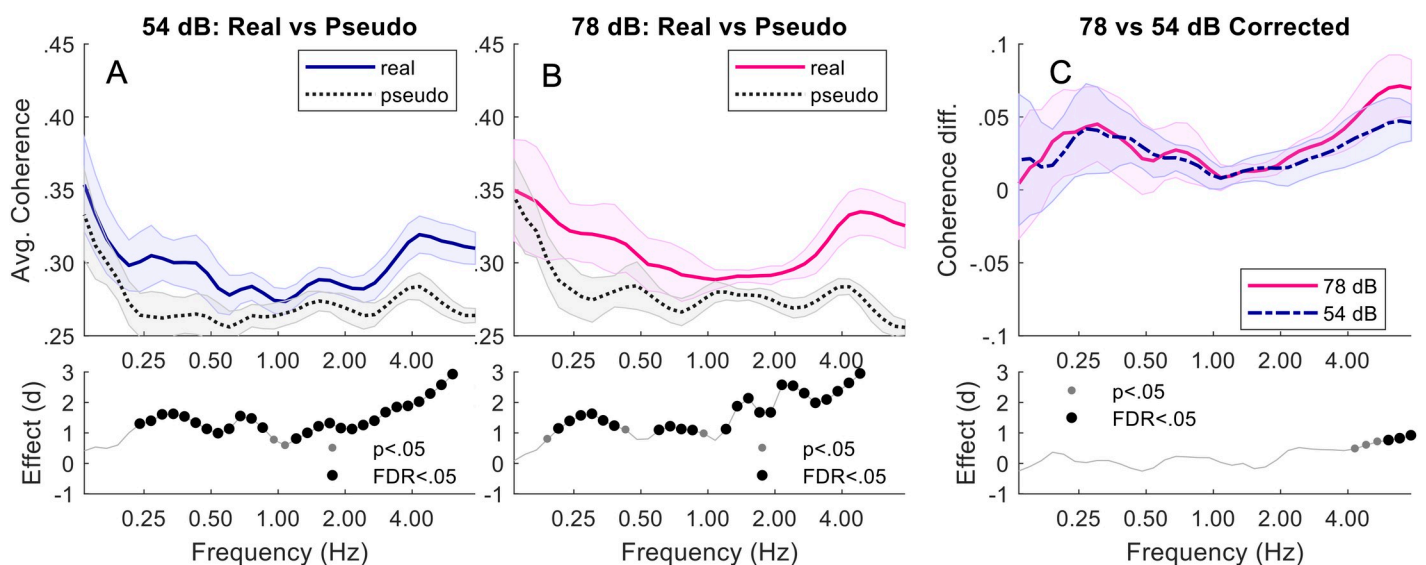 54 dB: Real vs Pseudo
78 dB: Real vs Pseudo
78 vs 54 dB Corrected
A
B
C
real
pseudo
real
pseudo
78 dB
54 dB
Avg. Coherence
.45
.40
.35
.30
.25
.45
.40
.35
.30
.25
Coherence diff.
.1
.05
0
-.05
-.1
0.25 0.50 1.00 2.00 4.00
0.25 0.50 1.00 2.00 4.00
0.25 0.50 1.00 2.00 4.00
Effect (d)
3
2
1
0
-1
p<.05
FDR<.05
0.25 0.50 1.00 2.00 4.00
Frequency (Hz)
3
2
1
0
-1
p<.05
FDR<.05
0.25 0.50 1.00 2.00 4.00
Frequency (Hz)
Effect (d)
3
2
1
0
-1
p<.05
FDR<.05
0.25 0.50 1.00 2.00 4.00
Frequency (Hz)